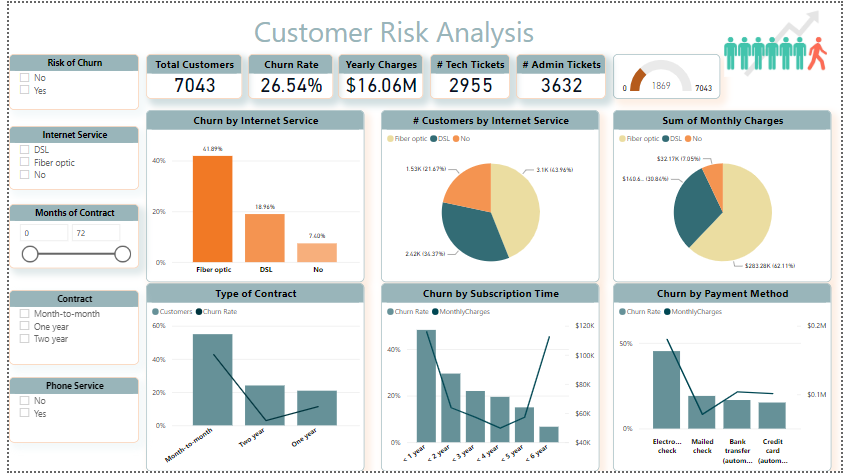 Customer Risk Analysis
Risk of Churn
No
Yes
Total Customers
7043
Churn Rate
26.54%
Yearly Charges
$16.06M
# Tech Tickets
2955
# Admin Tickets
3632
0
1869
7043
Internet Service
DSL
Fiber optic
No
Months of Contract
0
72
Contract
Month-to-month
One year
Two year
Phone Service
No
Yes
Churn by Internet Service
41.89%
18.96%
7.40%
40%
20%
0%
Fiber optic
DSL
No
# Customers by Internet Service
Fiber optic DSL No
1.53K (21.67%)
3.1K (43.96%)
2.42K (34.37%)
Sum of Monthly Charges
Fiber optic DSL No
$32.17K (7.05%)
$140.6... (30.84%)
$283.28K (62.11%)
Type of Contract
Customers Churn Rate
60%
40%
20%
0%
Month-to-month
Two year
One year
Churn by Subscription Time
Churn Rate MonthlyCharges
40%
20%
0%
$120K
$100K
$80K
$60K
$40K
< 1 year
< 2 year
< 3 year
< 4 year
< 5 year
< 6 year
Churn by Payment Method
Churn Rate MonthlyCharges
50%
0%
$0.2M
$0.1M
Electro...
check
Mailed
check
Bank
transfer
(autom...
Credit
card
(autom...